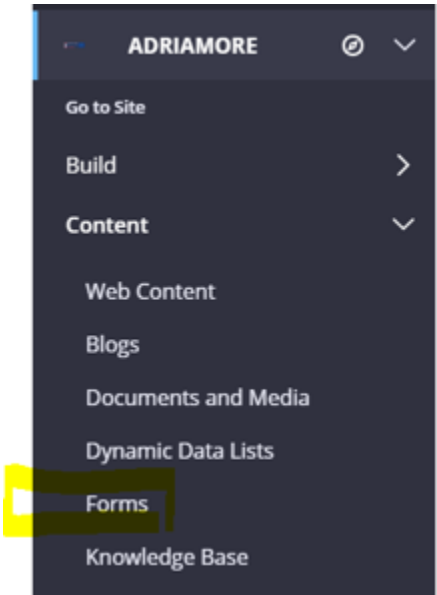 ADRIAMORE
Go to Site
Build
Content
Web Content
Blogs
Documents and Media
Dynamic Data Lists
Forms
Knowledge Base